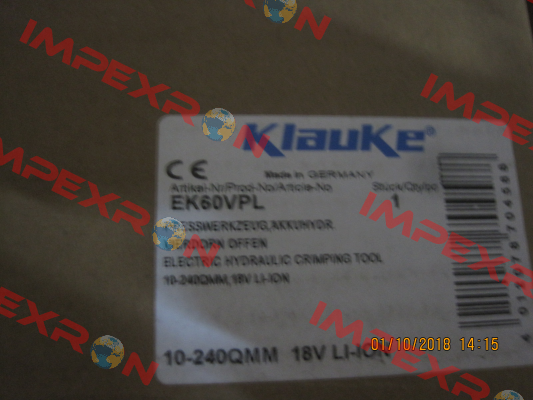 IMPEXRON
Klauke®
CE Made in GERMANY
Artikel-Nr/Prod-No/Article-No Stück/Qty/pc
EK60VPL 1
PRESSWERKZEUG,AKKUHYDR.
OFFEN
ELECTRIC HYDRAULIC CRIMPING TOOL
10-240QMM,18V LI-ION
10-240QMM 18V LI-ION
01/10/2018 14:15